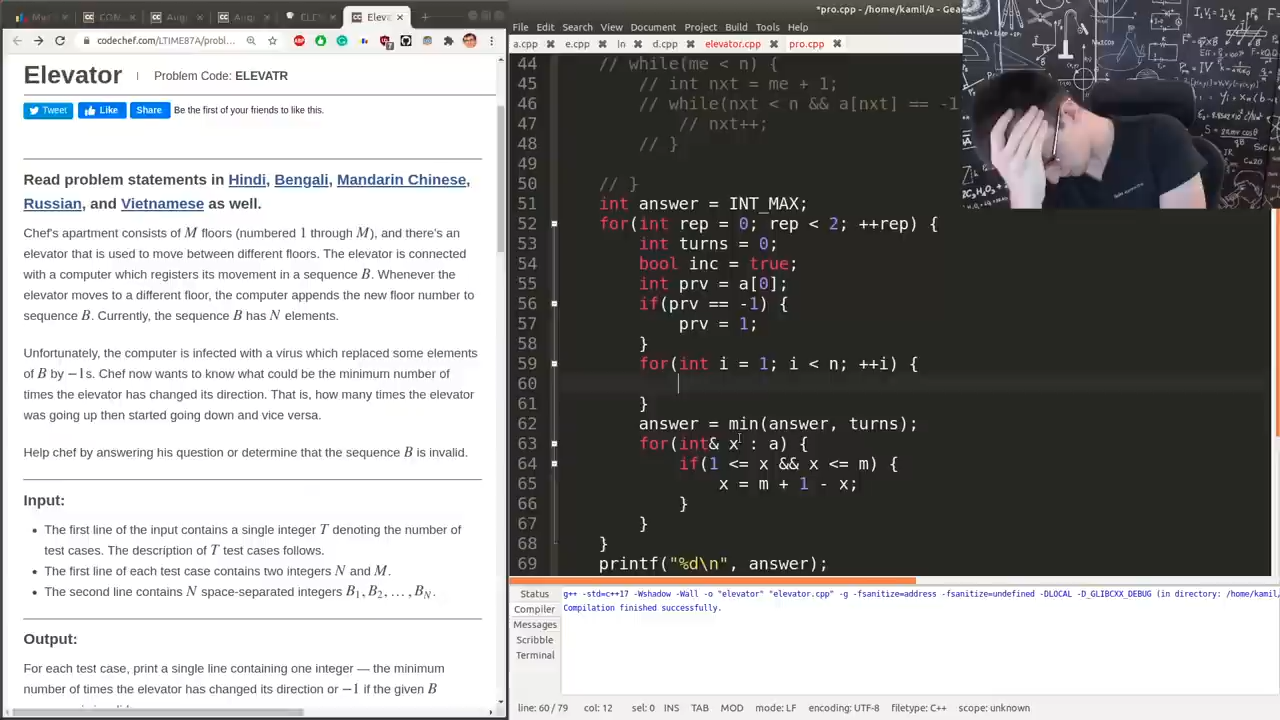 Elev
codechef.com/LTIME87A/probl…
*pro.cpp - /home/kamil/a - Gea
File Edit Search View Document Project Build Tools
a.cpp e.cpp in d.cpp elevator.cpp pro.cpp
Elevator Problem Code: ELEVATR
Tweet Like Share Be the first of your friends to like this.
Read problem statements in Hindi, Bengali, Mandarin Chinese,
Russian, and Vietnamese as well.
Chef's apartment consists of M floors (numbered 1 through M), and there's an
elevator that is used to move between different floors. The elevator is connected
with a computer which registers its movement in a sequence B. Whenever the
elevator moves to a different floor, the computer appends the new floor number to
sequence B. Currently, the sequence B has N elements.
Unfortunately, the computer is infected with a virus which replaced some elements
of B by −1s. Chef now wants to know what could be the minimum number of
times the elevator has changed its direction. That is, how many times the elevator
was going up then started going down and vice versa.
Help chef by answering his question or determine that the sequence B is invalid.
Input:
• The first line of the input contains a single integer T denoting the number of
test cases. The description of T test cases follows.
• The first line of each test case contains two integers N and M.
• The second line contains N space-separated integers B1, B2, …, BN.
Output:
For each test case, print a single line containing one integer — the minimum
number of times the elevator has changed its direction or −1 if the given B
44 // while(me < n) {
45 // int nxt = me + 1;
46 // while(nxt < n && a[nxt] == -1
47 // nxt++;
48 // }
49
50 // }
51 int answer = INT_MAX;
52 for(int rep = 0; rep < 2; ++rep) {
53 int turns = 0;
54 bool inc = true;
55 int prv = a[0];
56 if(prv == -1) {
57 prv = 1;
58 }
59 for(int i = 1; i < n; ++i) {
60
61 }
62 answer = min(answer, turns);
63 for(int& x : a) {
64 if(1 <= x && x <= m) {
65 x = m + 1 - x;
66 }
67 }
68 }
69 printf("%d\n", answer);
Status
Compiler
Messages
Scribble
Terminal
g++ -std=c++17 -Wshadow -Wall -o "elevator" "elevator.cpp" -g -fsanitize=address -fsanitize=undefined -DLOCAL -D_GLIBCXX_DEBUG (in directory: /home/kami
Compilation finished successfully.
line: 60 / 79 col: 12 sel: 0 INS TAB MOD mode: LF encoding: UTF-8 filetype: C++ scope: unknown